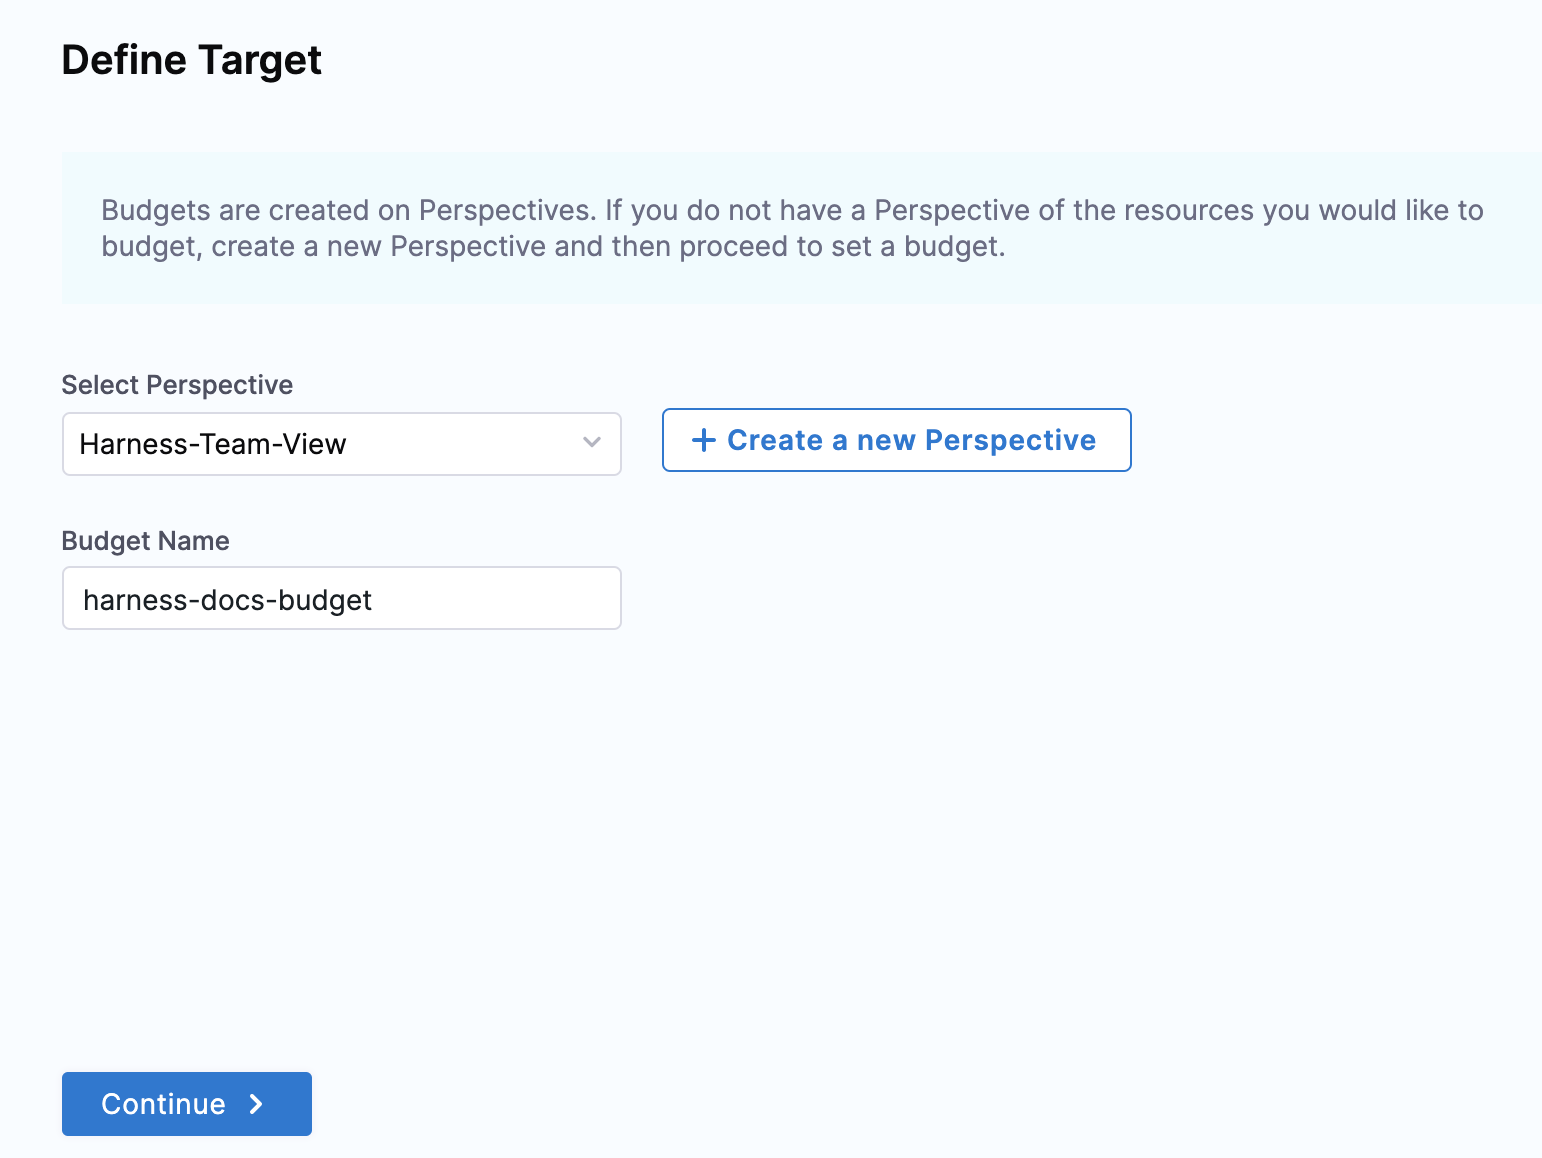 Define Target
Budgets are created on Perspectives. If you do not have a Perspective of the resources you would like to
budget, create a new Perspective and then proceed to set a budget.
Select Perspective
Harness-Team-View
+ Create a new Perspective
Budget Name
harness-docs-budget
Continue